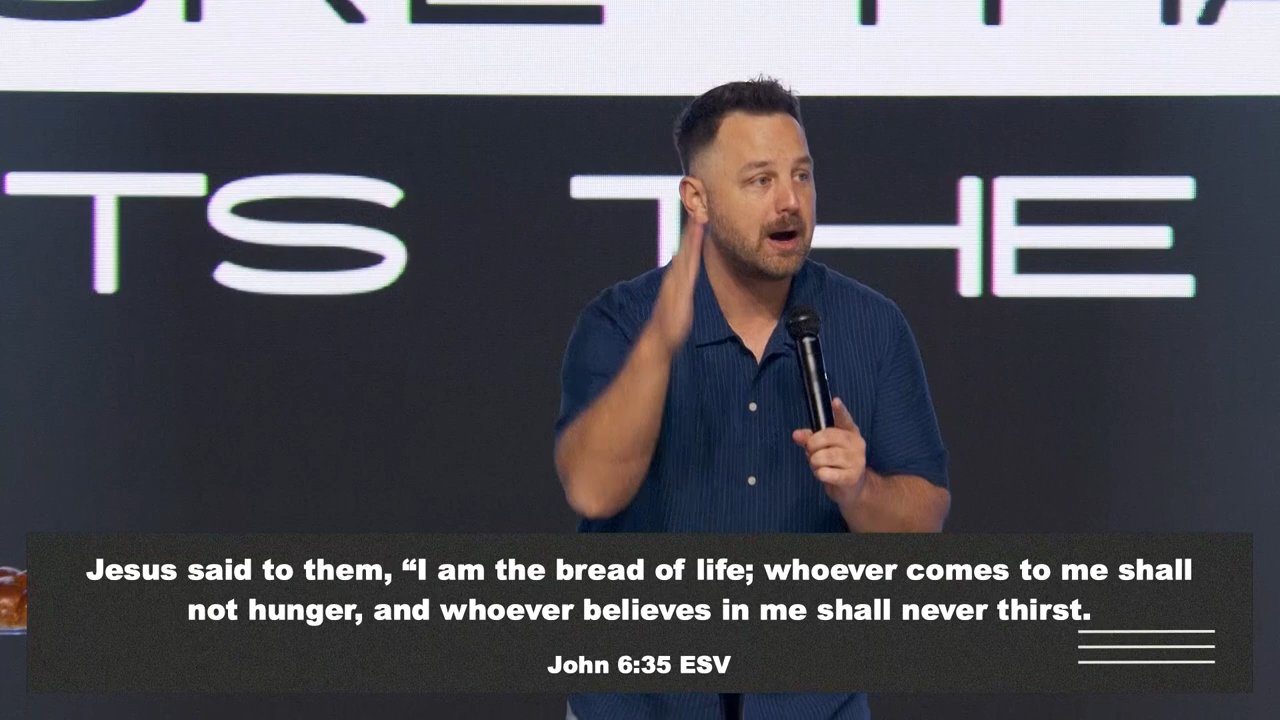 TS THE
Jesus said to them, “I am the bread of life; whoever comes to me shall
not hunger, and whoever believes in me shall never thirst.
John 6:35 ESV